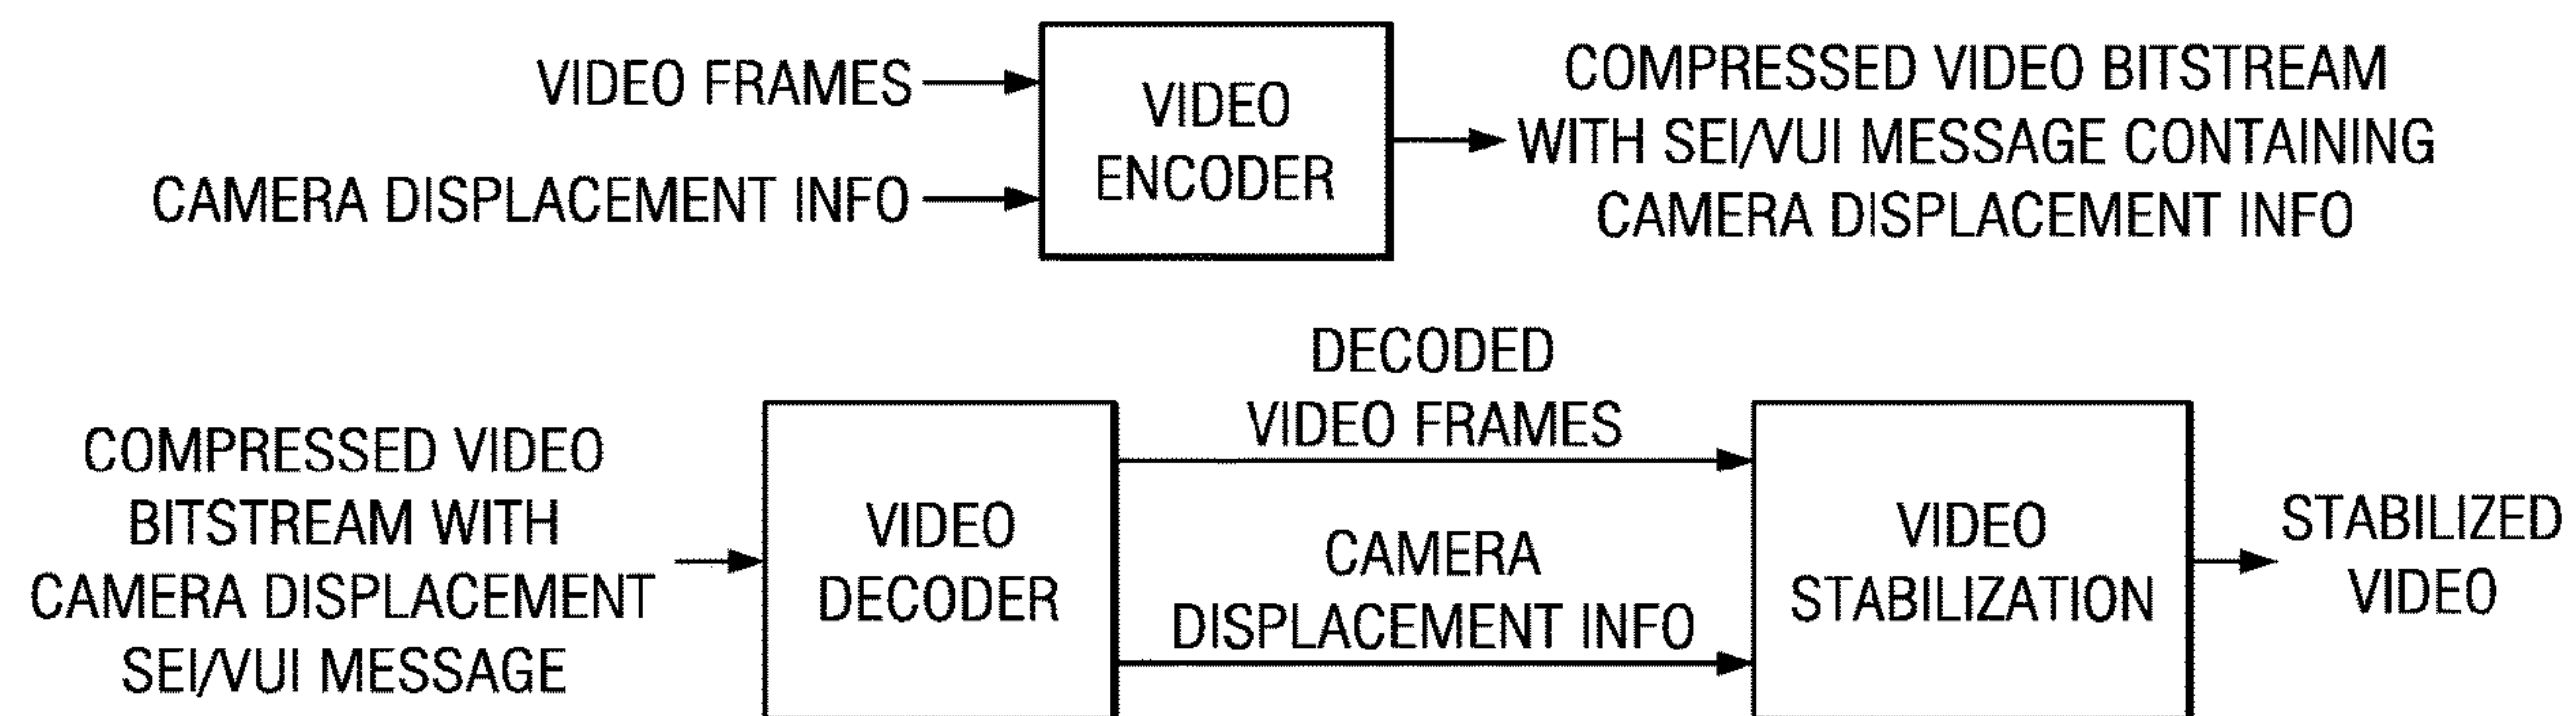 VIDEO FRAMES
CAMERA DISPLACEMENT INFO
VIDEO
ENCODER
COMPRESSED VIDEO BITSTREAM
WITH SEI/VUI MESSAGE CONTAINING
CAMERA DISPLACEMENT INFO
COMPRESSED VIDEO
BITSTREAM WITH
CAMERA DISPLACEMENT
SEI/VUI MESSAGE
VIDEO
DECODER
DECODED
VIDEO FRAMES
CAMERA
DISPLACEMENT INFO
VIDEO
STABILIZATION
STABILIZED
VIDEO